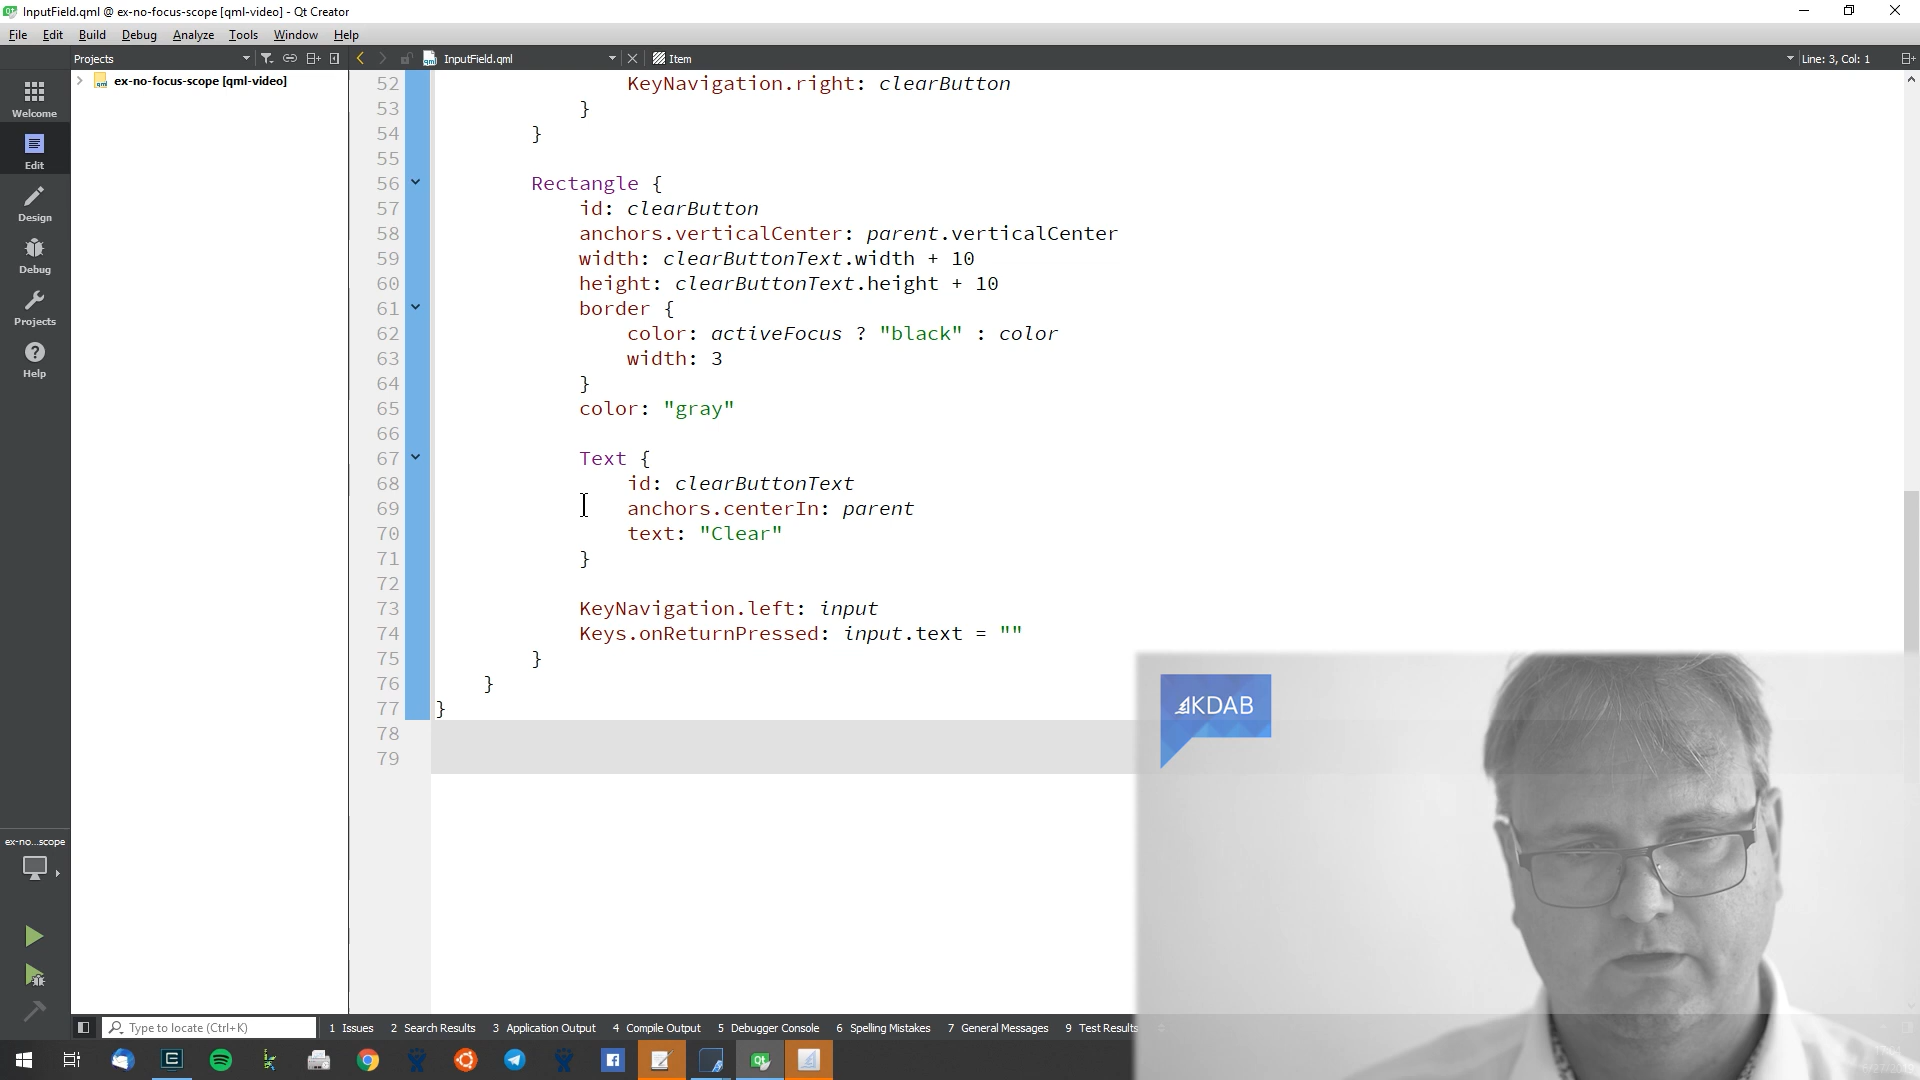 InputField.qml @ ex-no-focus-scope [qml-video] - Qt Creator
File Edit Build Debug Analyze Tools Window Help
Projects InputField.qml Item Line: 3, Col: 1
ex-no-focus-scope [qml-video]
Welcome
Edit
Design
Debug
Projects
Help
52 KeyNavigation.right: clearButton
53 }
54 }
55
56 Rectangle {
57 id: clearButton
58 anchors.verticalCenter: parent.verticalCenter
59 width: clearButtonText.width + 10
60 height: clearButtonText.height + 10
61 border {
62 color: activeFocus ? "black" : color
63 width: 3
64 }
65 color: "gray"
66
67 Text {
68 id: clearButtonText
69 anchors.centerIn: parent
70 text: "Clear"
71 }
72
73 KeyNavigation.left: input
74 Keys.onReturnPressed: input.text = ""
75 }
76 }
77 }
78
79
KDAB
ex-no...scope
Type to locate (Ctrl+K) 1 Issues 2 Search Results 3 Application Output 4 Compile Output 5 Debugger Console 6 Spelling Mistakes 7 General Messages 9 Test Results